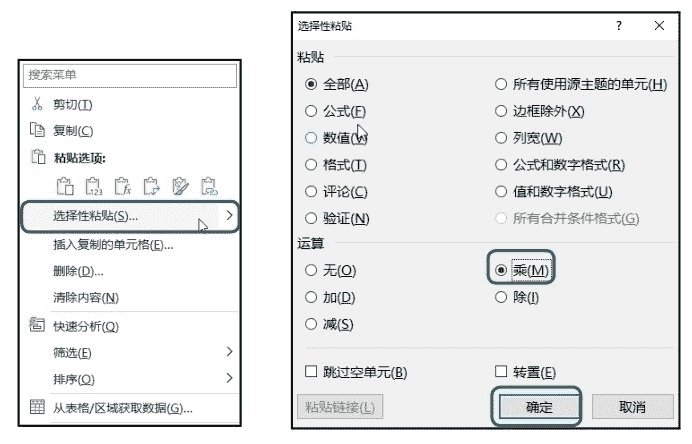 搜索菜单
剪切(T)
复制(C)
粘贴选项:
123
fx
选择性粘贴(S)...
插入复制的单元格(E)...
删除(D)...
清除内容(N)
快速分析(Q)
筛选(E)
排序(O)
从表格/区域获取数据(G)...
选择性粘贴
?
粘贴
全部(A)
所有使用源主题的单元(H)
公式(F)
边框除外(X)
数值(V)
列宽(W)
格式(T)
公式和数字格式(R)
评论(C)
值和数字格式(U)
验证(N)
所有合并条件格式(G)
运算
无(O)
乘(M)
加(D)
除(I)
减(S)
跳过空单元(B)
转置(E)
粘贴链接(L)
确定
取消